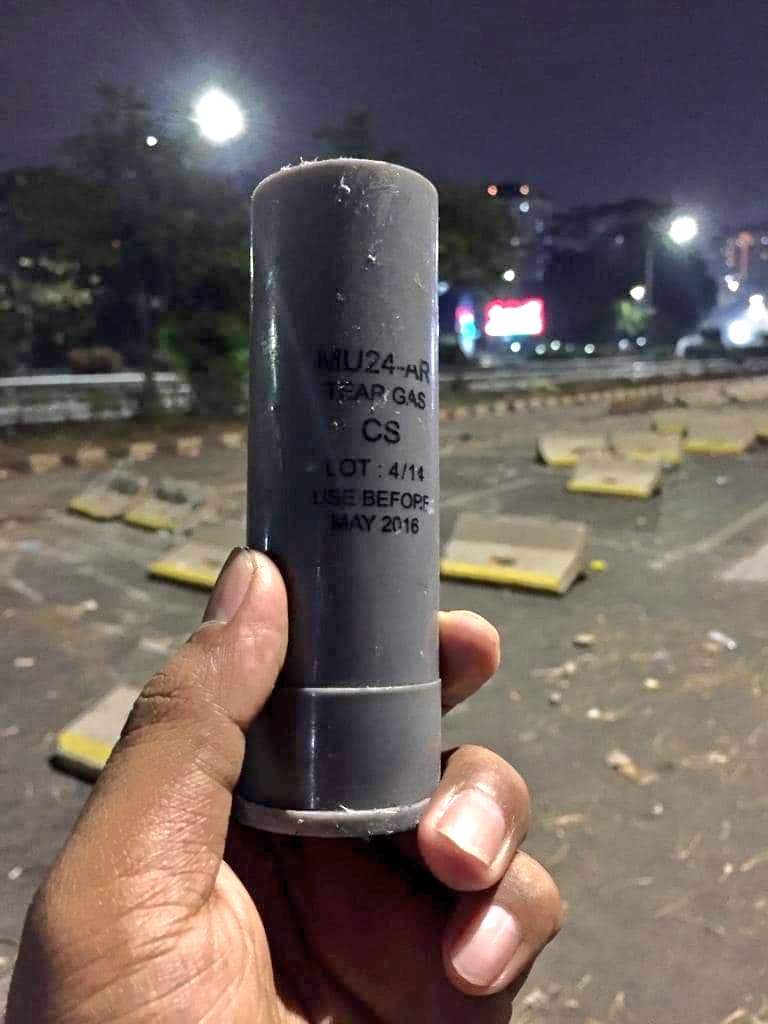 MU24-AR
TEAR GAS
CS
LOT : 4/14
USE BEFORE
MAY 2016